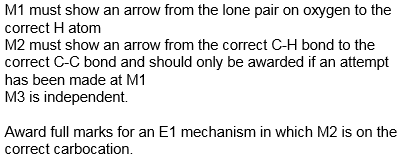 M1 must show an arrow from the lone pair on oxygen to the
correct H atom
M2 must show an arrow from the correct C-H bond to the
correct C-C bond and should only be awarded if an attempt
has been made at M1
M3 is independent.
Award full marks for an E1 mechanism in which M2 is on the
correct carbocation.